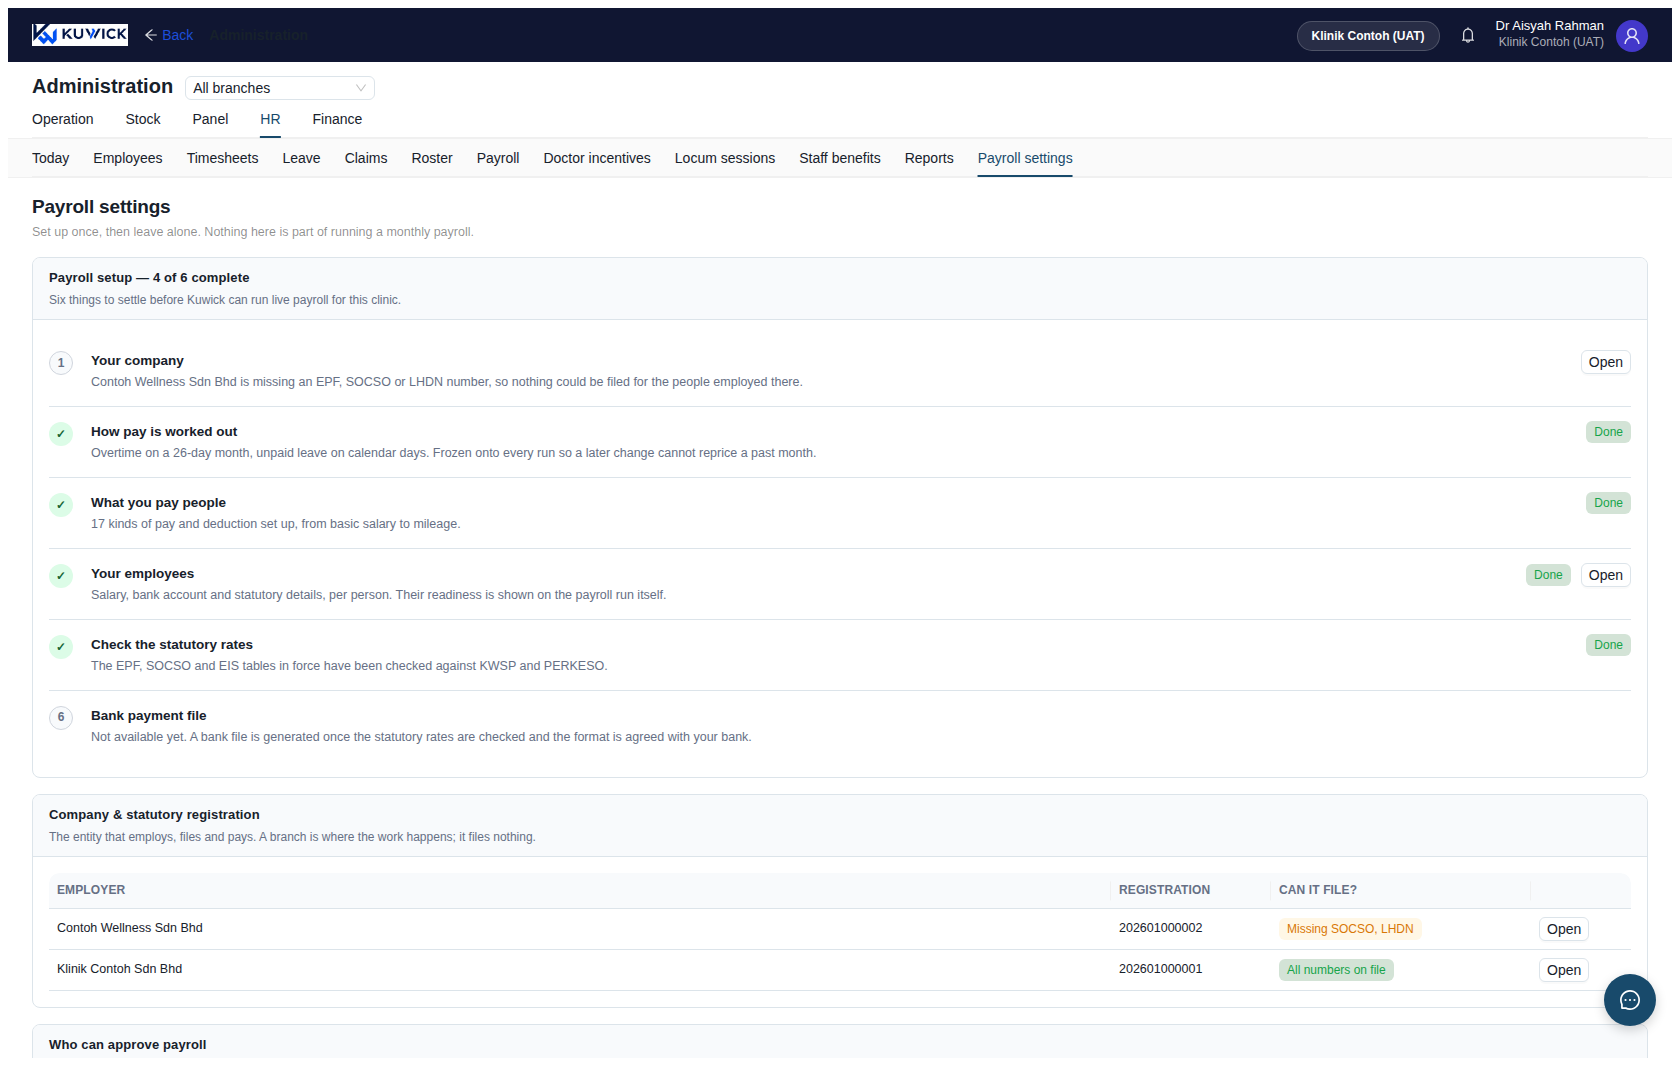 KUWICK
Back
Administration
Klinik Contoh (UAT)
Dr Aisyah Rahman
Klinik Contoh (UAT)
Administration
All branches
Operation Stock Panel HR Finance
Today Employees Timesheets Leave Claims Roster Payroll Doctor incentives Locum sessions Staff benefits Reports Payroll settings
Payroll settings
Set up once, then leave alone. Nothing here is part of running a monthly payroll.
Payroll setup — 4 of 6 complete
Six things to settle before Kuwick can run live payroll for this clinic.
1 Your company Open
Contoh Wellness Sdn Bhd is missing an EPF, SOCSO or LHDN number, so nothing could be filed for the people employed there.
✓ How pay is worked out Done
Overtime on a 26-day month, unpaid leave on calendar days. Frozen onto every run so a later change cannot reprice a past month.
✓ What you pay people Done
17 kinds of pay and deduction set up, from basic salary to mileage.
✓ Your employees Done Open
Salary, bank account and statutory details, per person. Their readiness is shown on the payroll run itself.
✓ Check the statutory rates Done
The EPF, SOCSO and EIS tables in force have been checked against KWSP and PERKESO.
6 Bank payment file
Not available yet. A bank file is generated once the statutory rates are checked and the format is agreed with your bank.
Company & statutory registration
The entity that employs, files and pays. A branch is where the work happens; it files nothing.
EMPLOYER REGISTRATION CAN IT FILE?
Contoh Wellness Sdn Bhd 202601000002 Missing SOCSO, LHDN Open
Klinik Contoh Sdn Bhd 202601000001 All numbers on file Open
Who can approve payroll